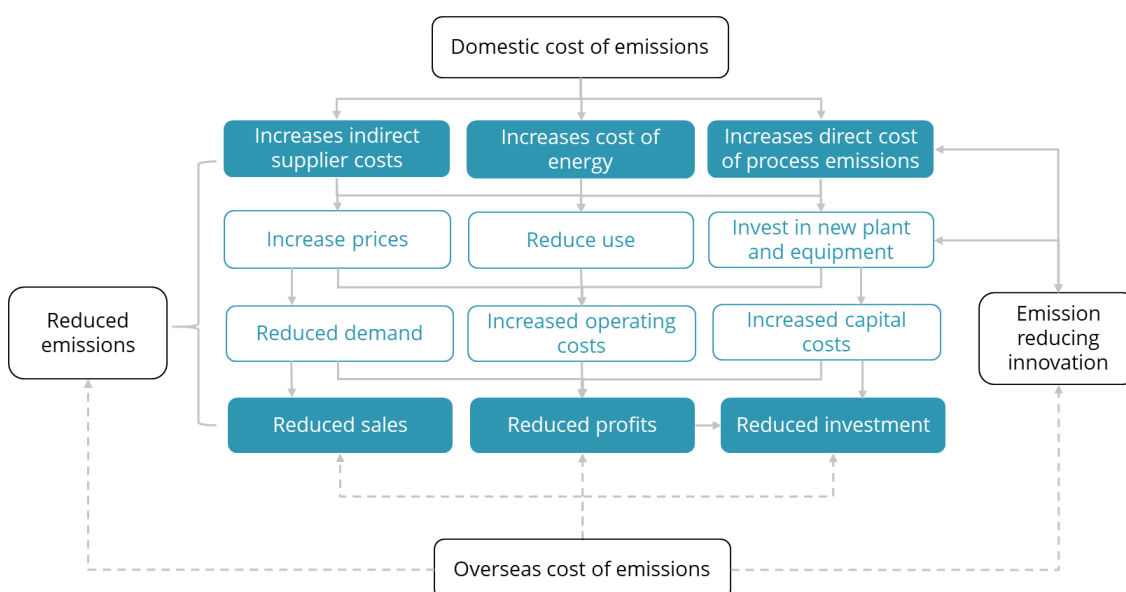 Domestic cost of emissions
Increases indirect
supplier costs
Increases cost of
energy
Increases direct cost
of process emissions
Increase prices
Reduce use
Invest in new plant
and equipment
Reduced
emissions
Reduced demand
Increased operating
costs
Increased capital
costs
Emission
reducing
innovation
Reduced sales
Reduced profits
Reduced investment
Overseas cost of emissions